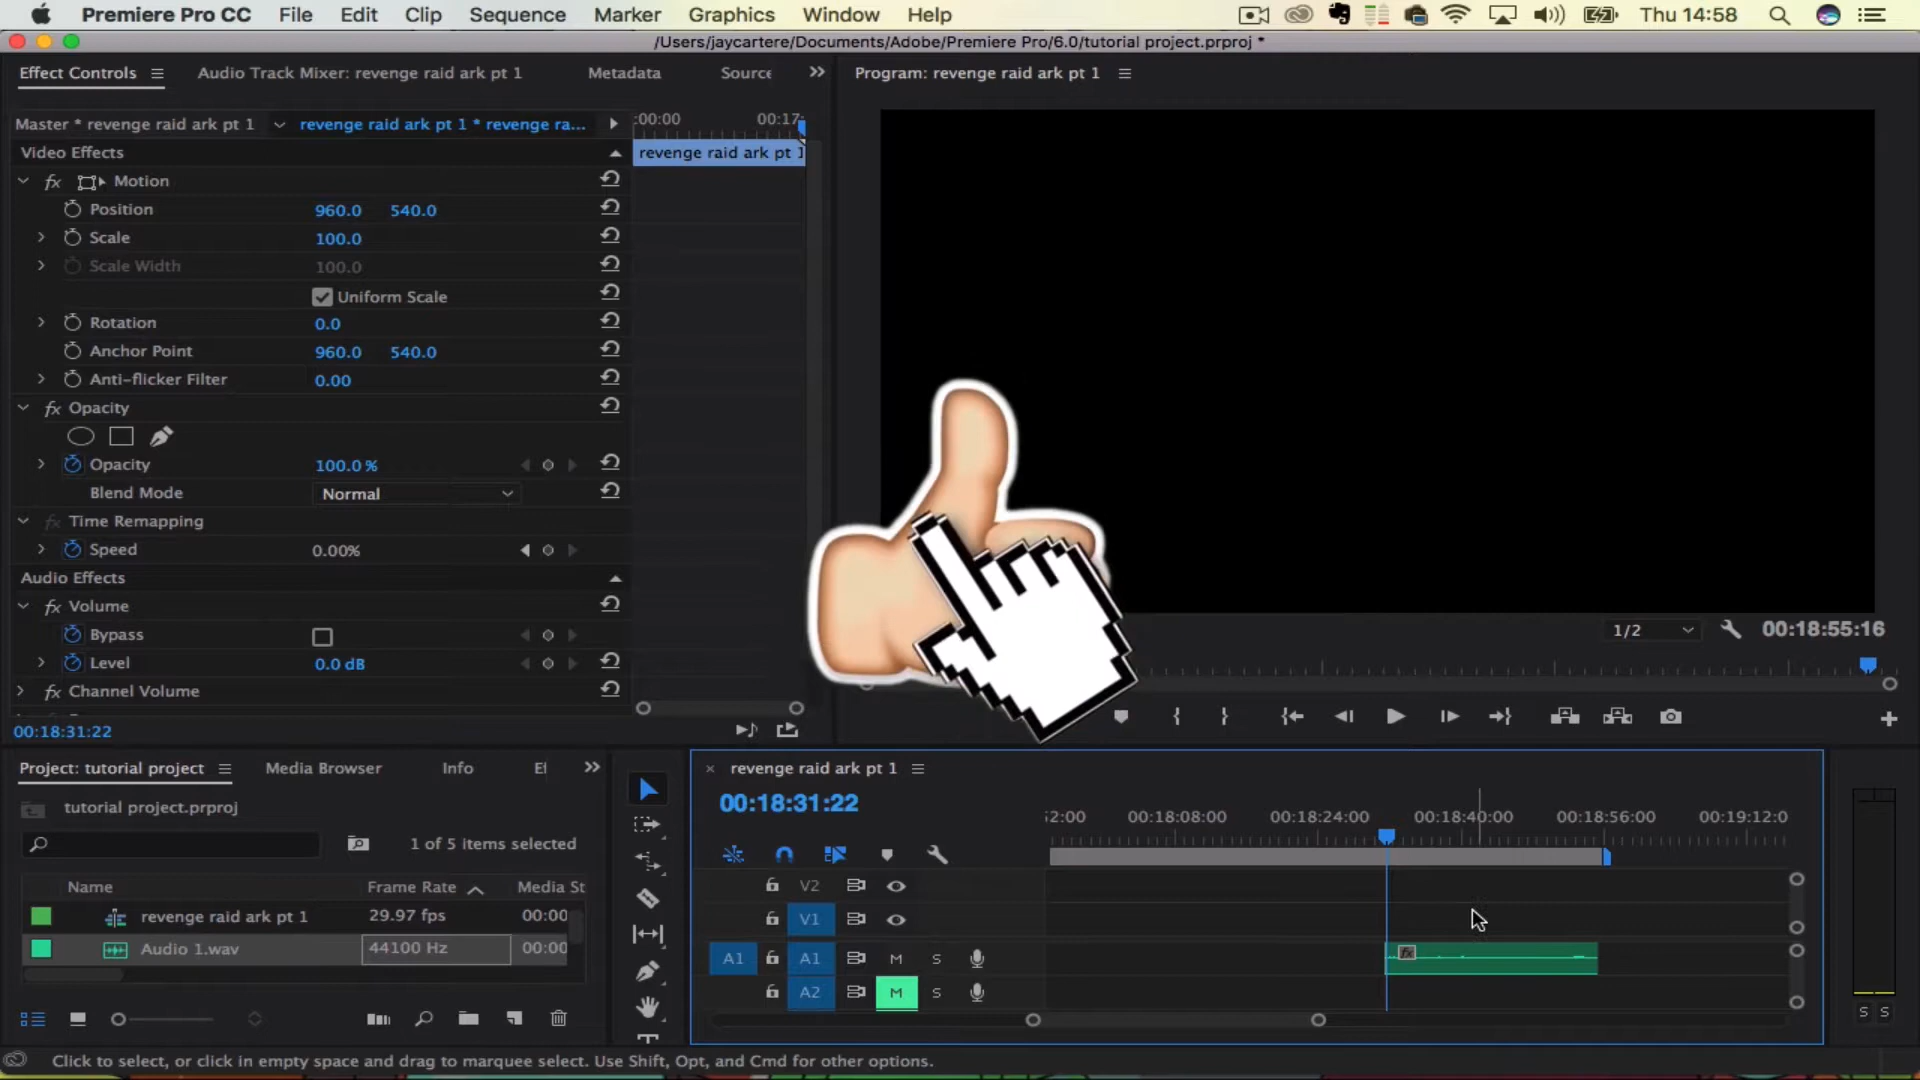 Premiere Pro CC File Edit Clip Sequence Marker Graphics Window Help Thu 14:58
/Users/jaycartere/Documents/Adobe/Premiere Pro/6.0/tutorial project.prproj *
Effect Controls Audio Track Mixer: revenge raid ark pt 1 Metadata Source
Program: revenge raid ark pt 1
Master * revenge raid ark pt 1 revenge raid ark pt 1 * revenge ra...
:00:00 00:17:
Video Effects
revenge raid ark pt 1
fx Motion
Position 960.0 540.0
Scale 100.0
Scale Width 100.0
Uniform Scale
Rotation 0.0
Anchor Point 960.0 540.0
Anti-flicker Filter 0.00
fx Opacity
Opacity 100.0 %
Blend Mode Normal
fx Time Remapping
Speed 0.00%
Audio Effects
fx Volume
Bypass
Level 0.0 dB
fx Channel Volume
00:18:31:22
1/2 00:18:55:16
Project: tutorial project Media Browser Info Ef
tutorial project.prproj
1 of 5 items selected
Name Frame Rate Media St
revenge raid ark pt 1 29.97 fps 00:00
Audio 1.wav 44100 Hz 00:00
× revenge raid ark pt 1
00:18:31:22
52:00 00:18:08:00 00:18:24:00 00:18:40:00 00:18:56:00 00:19:12:0
V2
V1
A1 A1 M S fx
A2 M S
S S
Click to select, or click in empty space and drag to marquee select. Use Shift, Opt, and Cmd for other options.